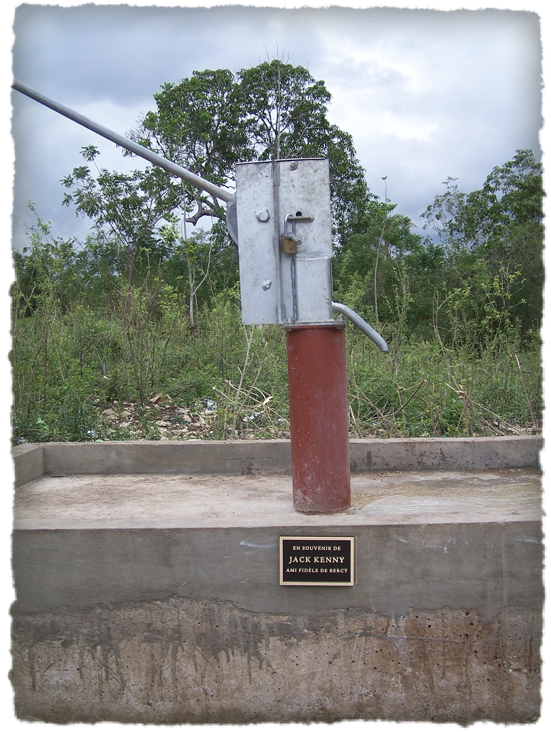 EN SOUVENIR DE
JACK KENNY
AMI FIDÈLE DE BERCY